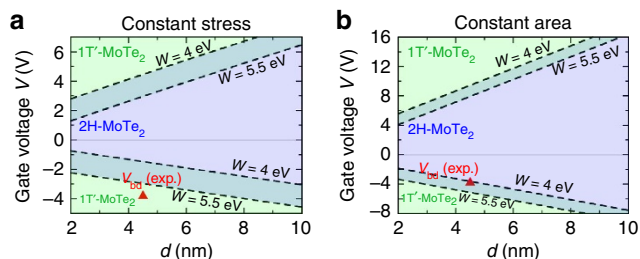 a Constant stress
Gate voltage V (V)
6
4
2
0
−2
−4
1T′-MoTe2
W = 4 eV
W = 5.5 eV
2H-MoTe2
W = 4 eV
Vbd (exp.)
W = 5.5 eV
1T′-MoTe2
2 4 6 8 10
d (nm)
b Constant area
Gate voltage V (V)
16
12
8
4
0
−4
−8
1T′-MoTe2
W = 4 eV
W = 5.5 eV
2H-MoTe2
Vbd (exp.)
W = 4 eV
1T′-MoTe2
W = 5.5 eV
2 4 6 8 10
d (nm)